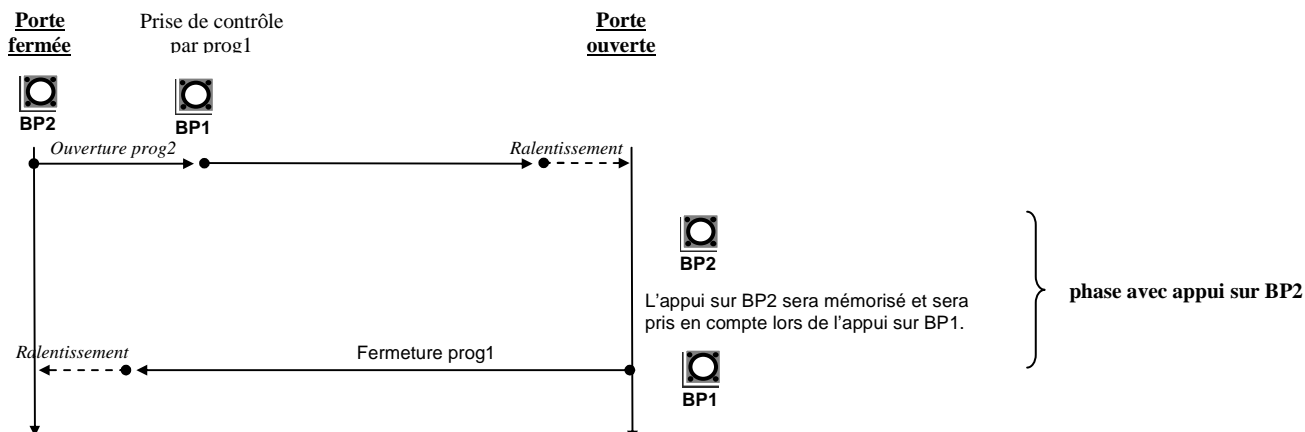 Porte
fermée
Prise de contrôle
par prog1
Porte
ouverte
BP2
BP1
Ouverture prog2
Ralentissement
BP2
L'appui sur BP2 sera mémorisé et sera
pris en compte lors de l'appui sur BP1.
phase avec appui sur BP2
Ralentissement
Fermeture prog1
BP1